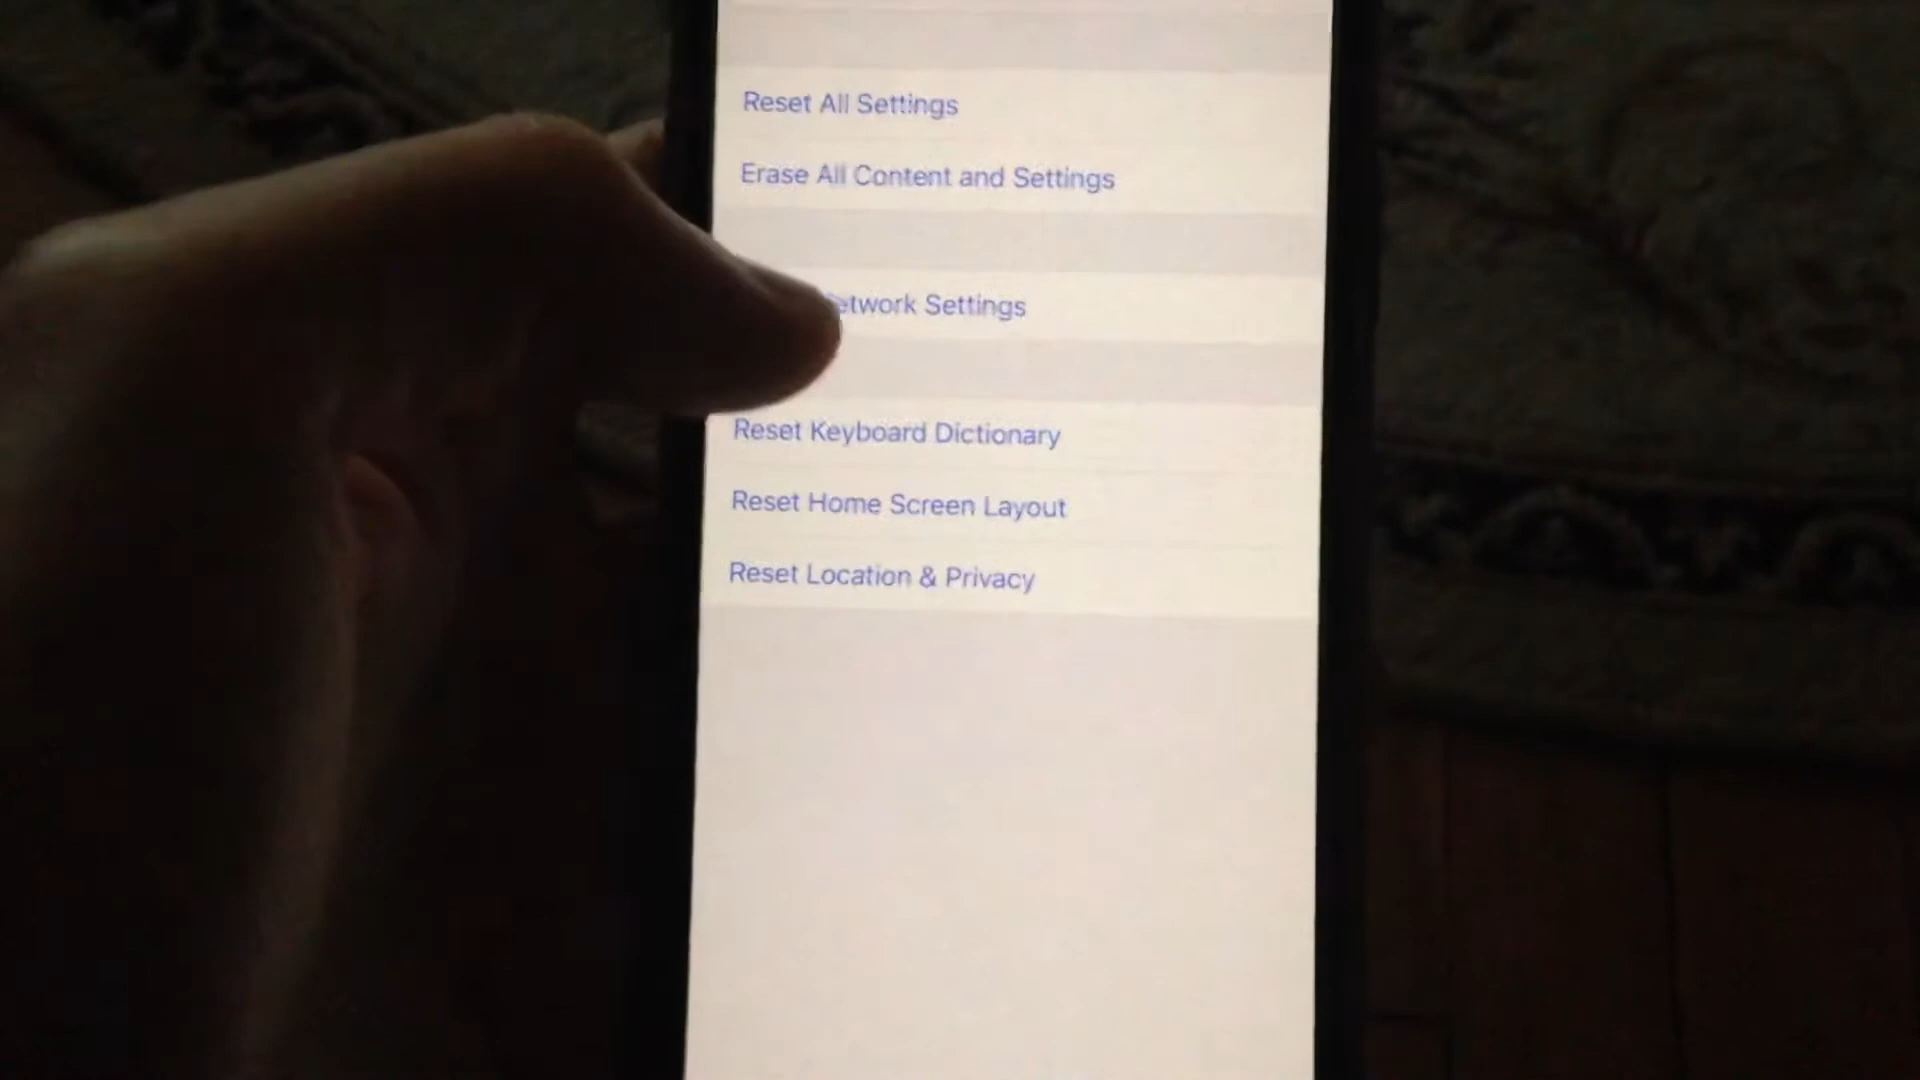 Reset All Settings
Erase All Content and Settings
Settings
Reset Keyboard Dictionary
Reset Home Screen Layout
Reset Location & Privacy